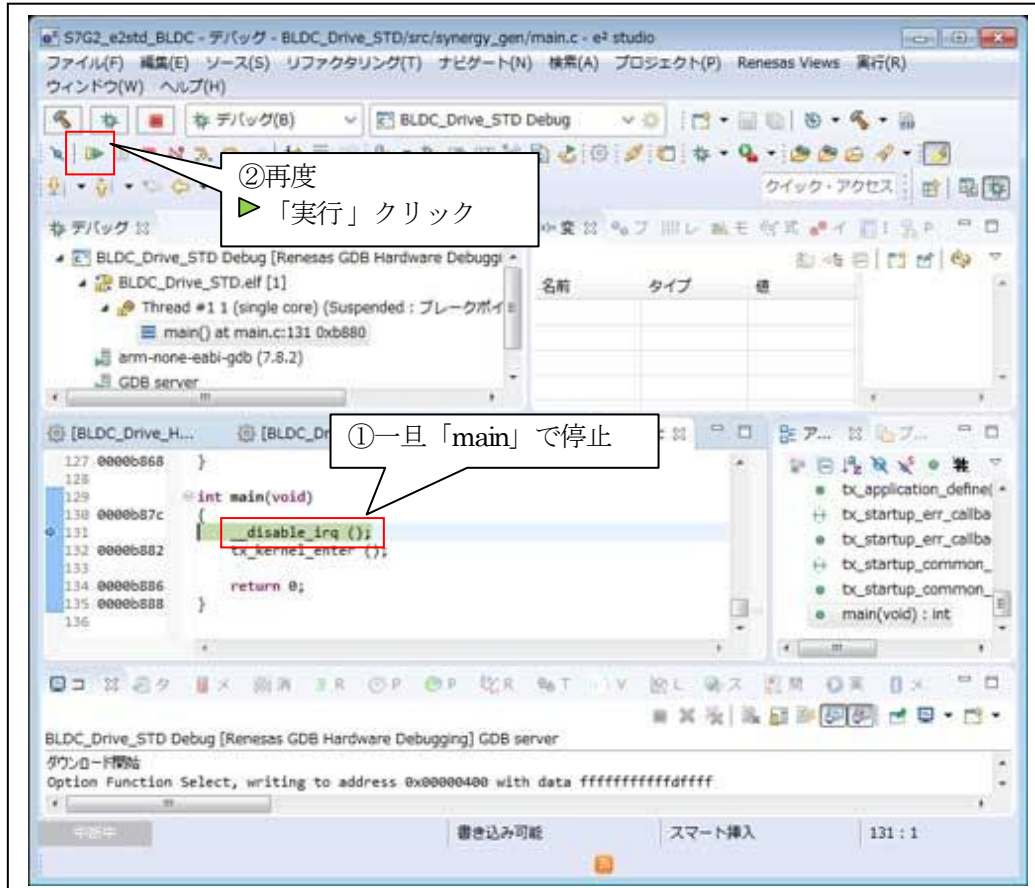 S7G2_e2std_BLDC - デバッグ - BLDC_Drive_STD/src/synergy_gen/main.c - e² studio
ファイル(F) 編集(E) ソース(S) リファクタリング(T) ナビゲート(N) 検索(A) プロジェクト(P) Renesas Views 実行(R)
ウィンドウ(W) ヘルプ(H)
デバッグ(B) BLDC_Drive_STD Debug
②再度
「実行」クリック
クイック・アクセス
デバッグ
BLDC_Drive_STD Debug [Renesas GDB Hardware Debuggi
BLDC_Drive_STD.elf [1]
Thread #1 1 (single core) (Suspended : ブレークポイ
main() at main.c:131 0xb880
arm-none-eabi-gdb (7.8.2)
GDB server
名前 タイプ 値
[BLDC_Drive_H... [BLDC_Dr
①一旦「main」で停止
127 0000b868 }
128
129 int main(void)
130 0000b87c {
131 __disable_irq ();
132 0000b882 tx_kernel_enter ();
133
134 0000b886 return 0;
135 0000b888 }
136
tx_application_define(
tx_startup_err_callba
tx_startup_err_callba
tx_startup_common_
tx_startup_common_
main(void) : int
BLDC_Drive_STD Debug [Renesas GDB Hardware Debugging] GDB server
ダウンロード開始
Option Function Select, writing to address 0x00000400 with data ffffffffffffdffff
中断中 書き込み可能 スマート挿入 131 : 1